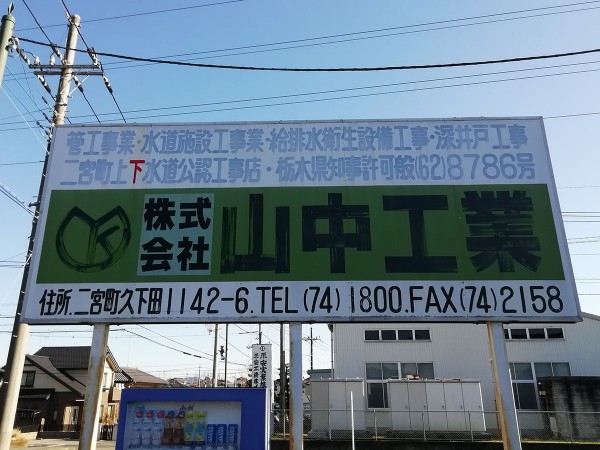 管工事業・水道施設工事業・給排水衛生設備工事・深井戸工事
二宮町上下水道公認工事店・栃木県知事許可般(62)8786号
株式会社 山中工業
住所.二宮町久下田1142-6.TEL(74)1800.FAX(74)2158